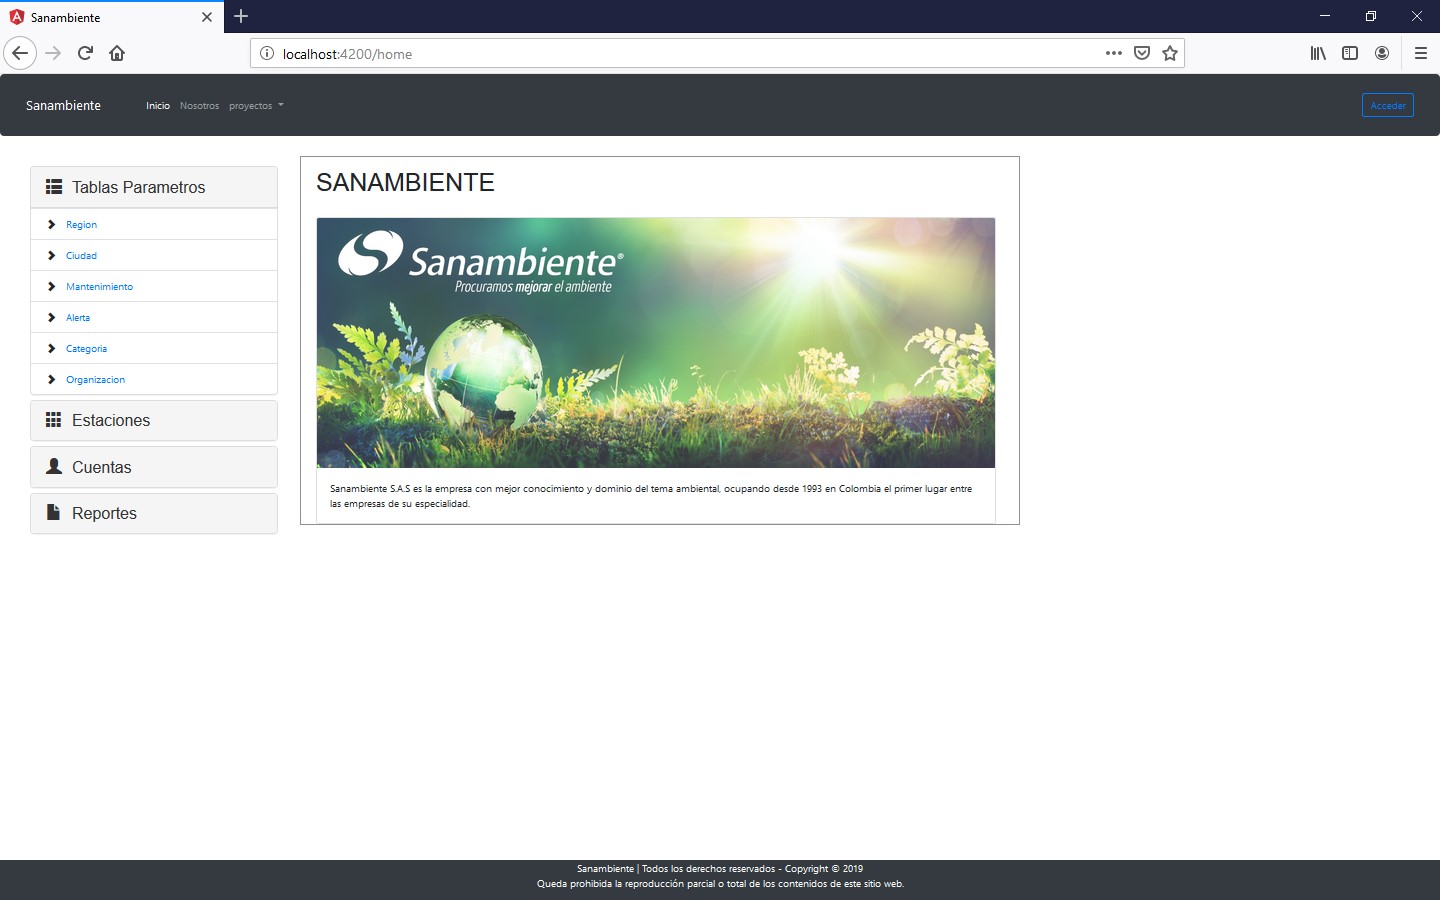 Sanambiente
localhost:4200/home
Sanambiente
Inicio
Nosotros
proyectos
Acceder
Tablas Parametros
Region
Ciudad
Mantenimiento
Alerta
Categoria
Organizacion
Estaciones
Cuentas
Reportes
SANAMBIENTE
Sanambiente®
Procuramos mejorar el ambiente
Sanambiente S.A.S es la empresa con mejor conocimiento y dominio del tema ambiental, ocupando desde 1993 en Colombia el primer lugar entre
las empresas de su especialidad.
Sanambiente | Todos los derechos reservados - Copyright © 2019
Queda prohibida la reproducción parcial o total de los contenidos de este sitio web.